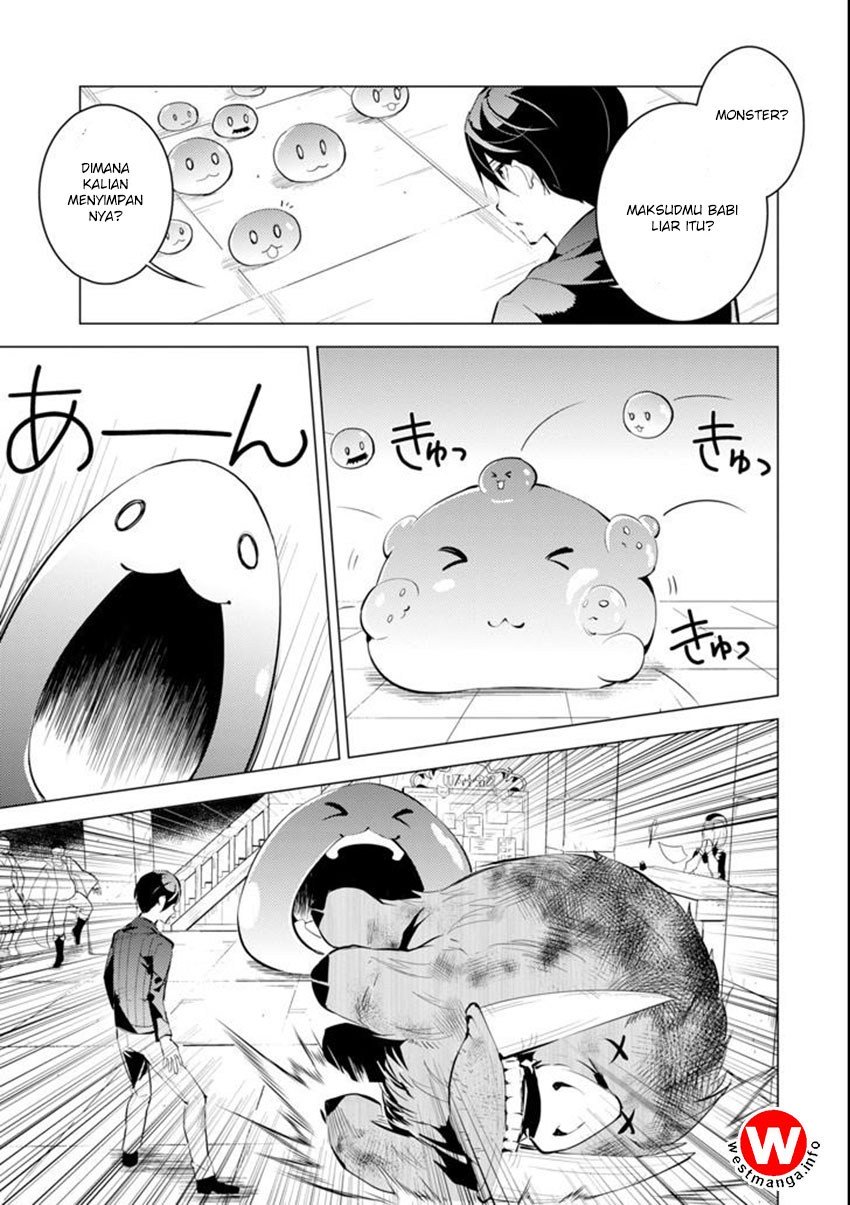 MONSTER?
MAKSUDMU BABI
LIAR ITU?
DIMANA
KALIAN
MENYIMPAN
NYA?
きゅっ
きゅっ
きゅっ
あーん
W
westmanga.info